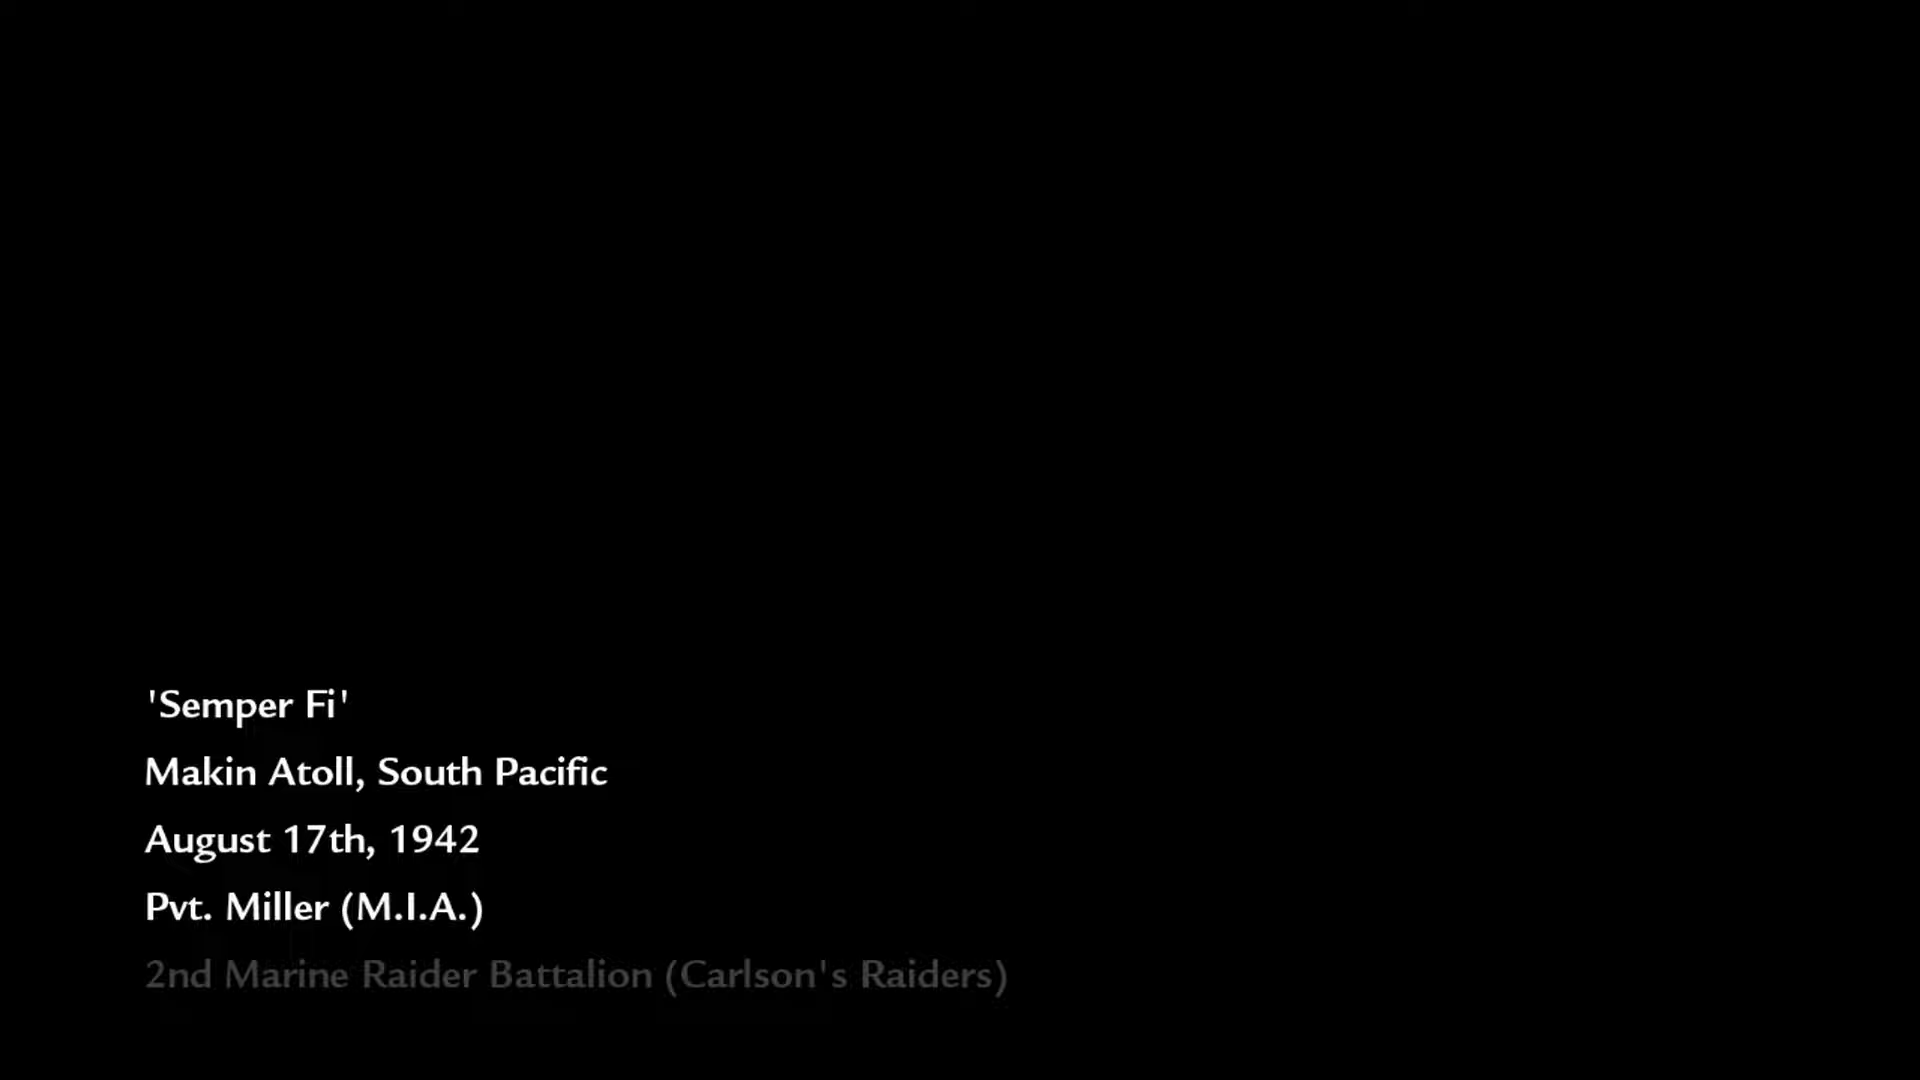 'Semper Fi'
Makin Atoll, South Pacific
August 17th, 1942
Pvt. Miller (M.I.A.)
2nd Marine Raider Battalion (Carlson's Raiders)